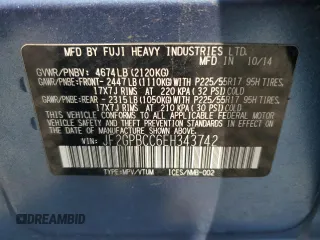 MFD BY FUJI HEAVY INDUSTRIES LTD. 10/14
GVWR/PNBV: 4674LB (2120KG)
GAWR/PNBE:FRONT- 2447LB (1110KG)WITH P225/55R17 95H TIRES,
17X7J RIMS AT 220 KPA ( 32 PSI)COLD
GAWR/PNBE:REAR - 2315LB (1050KG)WITH P225/55R17 95H TIRES,
17X7J RIMS AT 210 KPA ( 30 PSI)COLD
THIS VEHICLE CONFORMS TO ALL APPLICABLE FEDERAL MOTOR
VEHICLE SAFETY, BUMPER, AND THEFT PREVENTION STANDARDS
IN EFFECT ON THE DATE OF MANUFACTURE SHOWN ABOVE.
JF2GPBCC6EH343742
TYPE:MPV/VTUM ICES/NMB-002